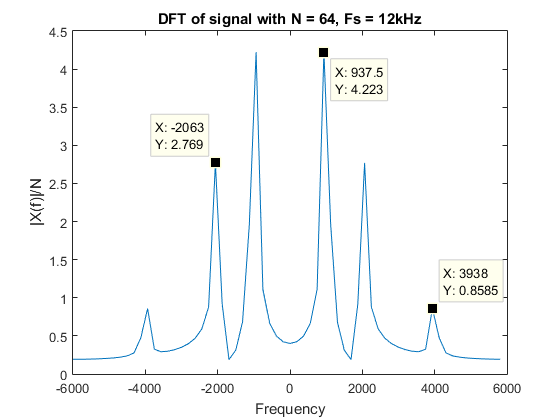 DFT of signal with N = 64, Fs = 12kHz
4.5
4
3.5
3
2.5
2
1.5
1
0.5
0
|X(f)|/N
X: 937.5
Y: 4.223
X: -2063
Y: 2.769
X: 3938
Y: 0.8585
-6000 -4000 -2000 0 2000 4000 6000
Frequency